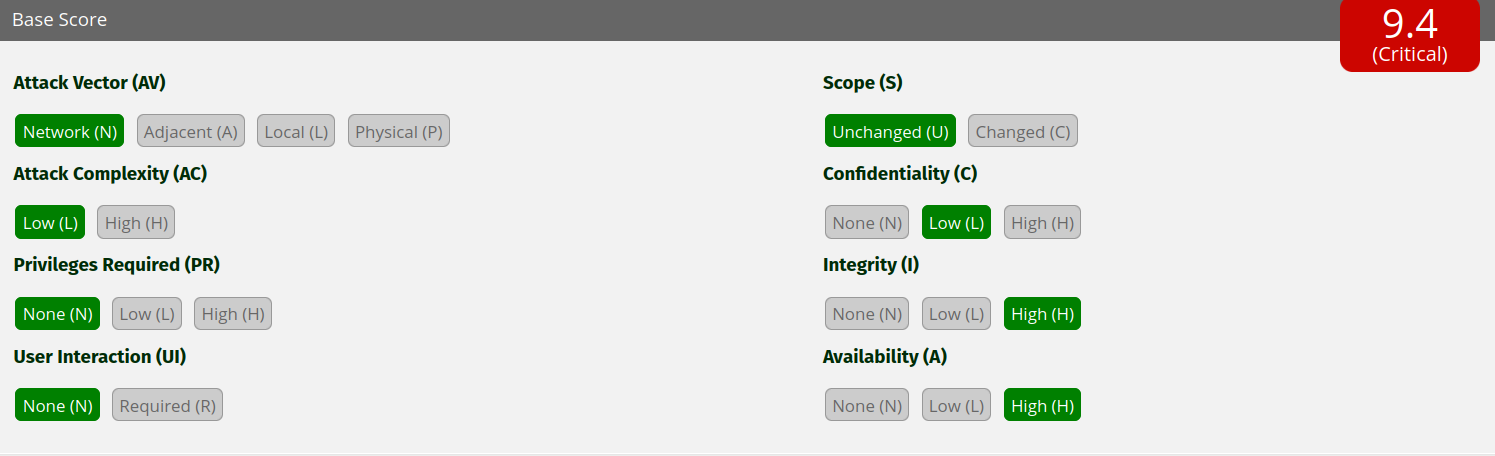 Base Score
9.4
(Critical)
Attack Vector (AV)
Network (N) Adjacent (A) Local (L) Physical (P)
Attack Complexity (AC)
Low (L) High (H)
Privileges Required (PR)
None (N) Low (L) High (H)
User Interaction (UI)
None (N) Required (R)
Scope (S)
Unchanged (U) Changed (C)
Confidentiality (C)
None (N) Low (L) High (H)
Integrity (I)
None (N) Low (L) High (H)
Availability (A)
None (N) Low (L) High (H)